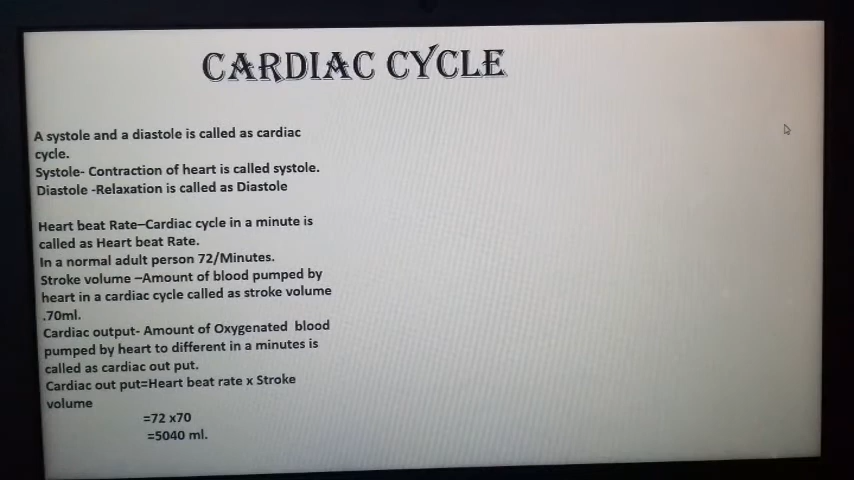 CARDIAC CYCLE
A systole and a diastole is called as cardiac
cycle.
Systole- Contraction of heart is called systole.
Diastole -Relaxation is called as Diastole
Heart beat Rate–Cardiac cycle in a minute is
called as Heart beat Rate.
In a normal adult person 72/Minutes.
Stroke volume –Amount of blood pumped by
heart in a cardiac cycle called as stroke volume
.70ml.
Cardiac output- Amount of Oxygenated  blood
pumped by heart to different in a minutes is
called as cardiac out put.
Cardiac out put=Heart beat rate x Stroke
volume
=72 x70
=5040 ml.